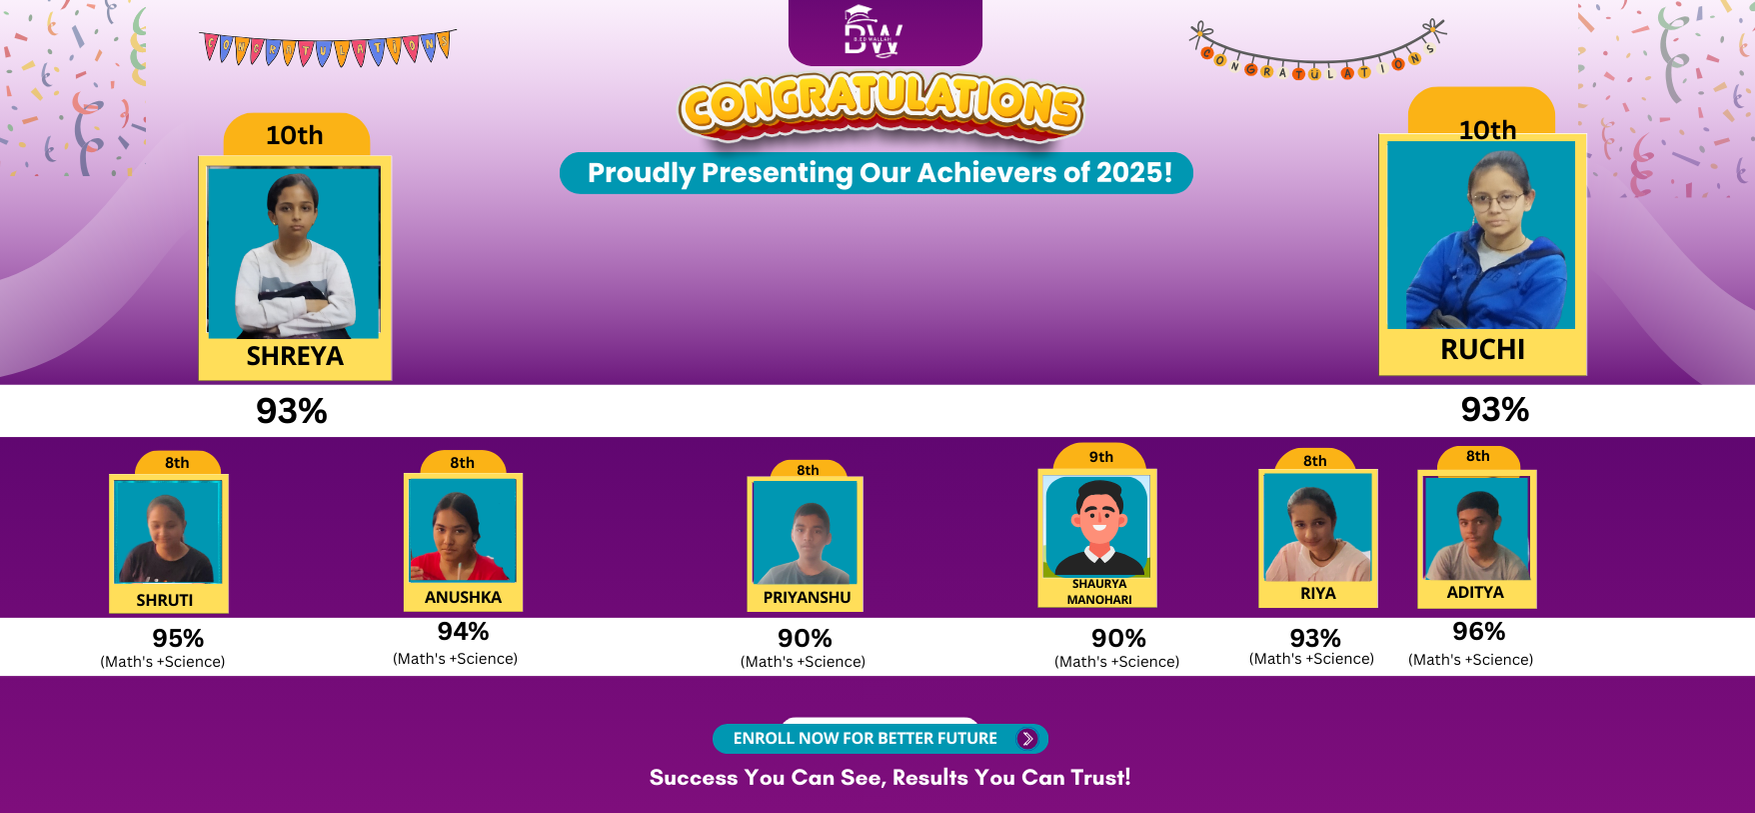 CONGRATULATIONS
BW
B.ED WALLAH
CONGRATULATIONS
CONGRATULATIONS
Proudly Presenting Our Achievers of 2025!
10th
SHREYA
93%
10th
RUCHI
93%
8th
SHRUTI
95%
(Math's +Science)
8th
ANUSHKA
94%
(Math's +Science)
8th
PRIYANSHU
90%
(Math's +Science)
9th
SHAURYA
MANOHARI
90%
(Math's +Science)
8th
RIYA
93%
(Math's +Science)
8th
ADITYA
96%
(Math's +Science)
ENROLL NOW FOR BETTER FUTURE
Success You Can See, Results You Can Trust!